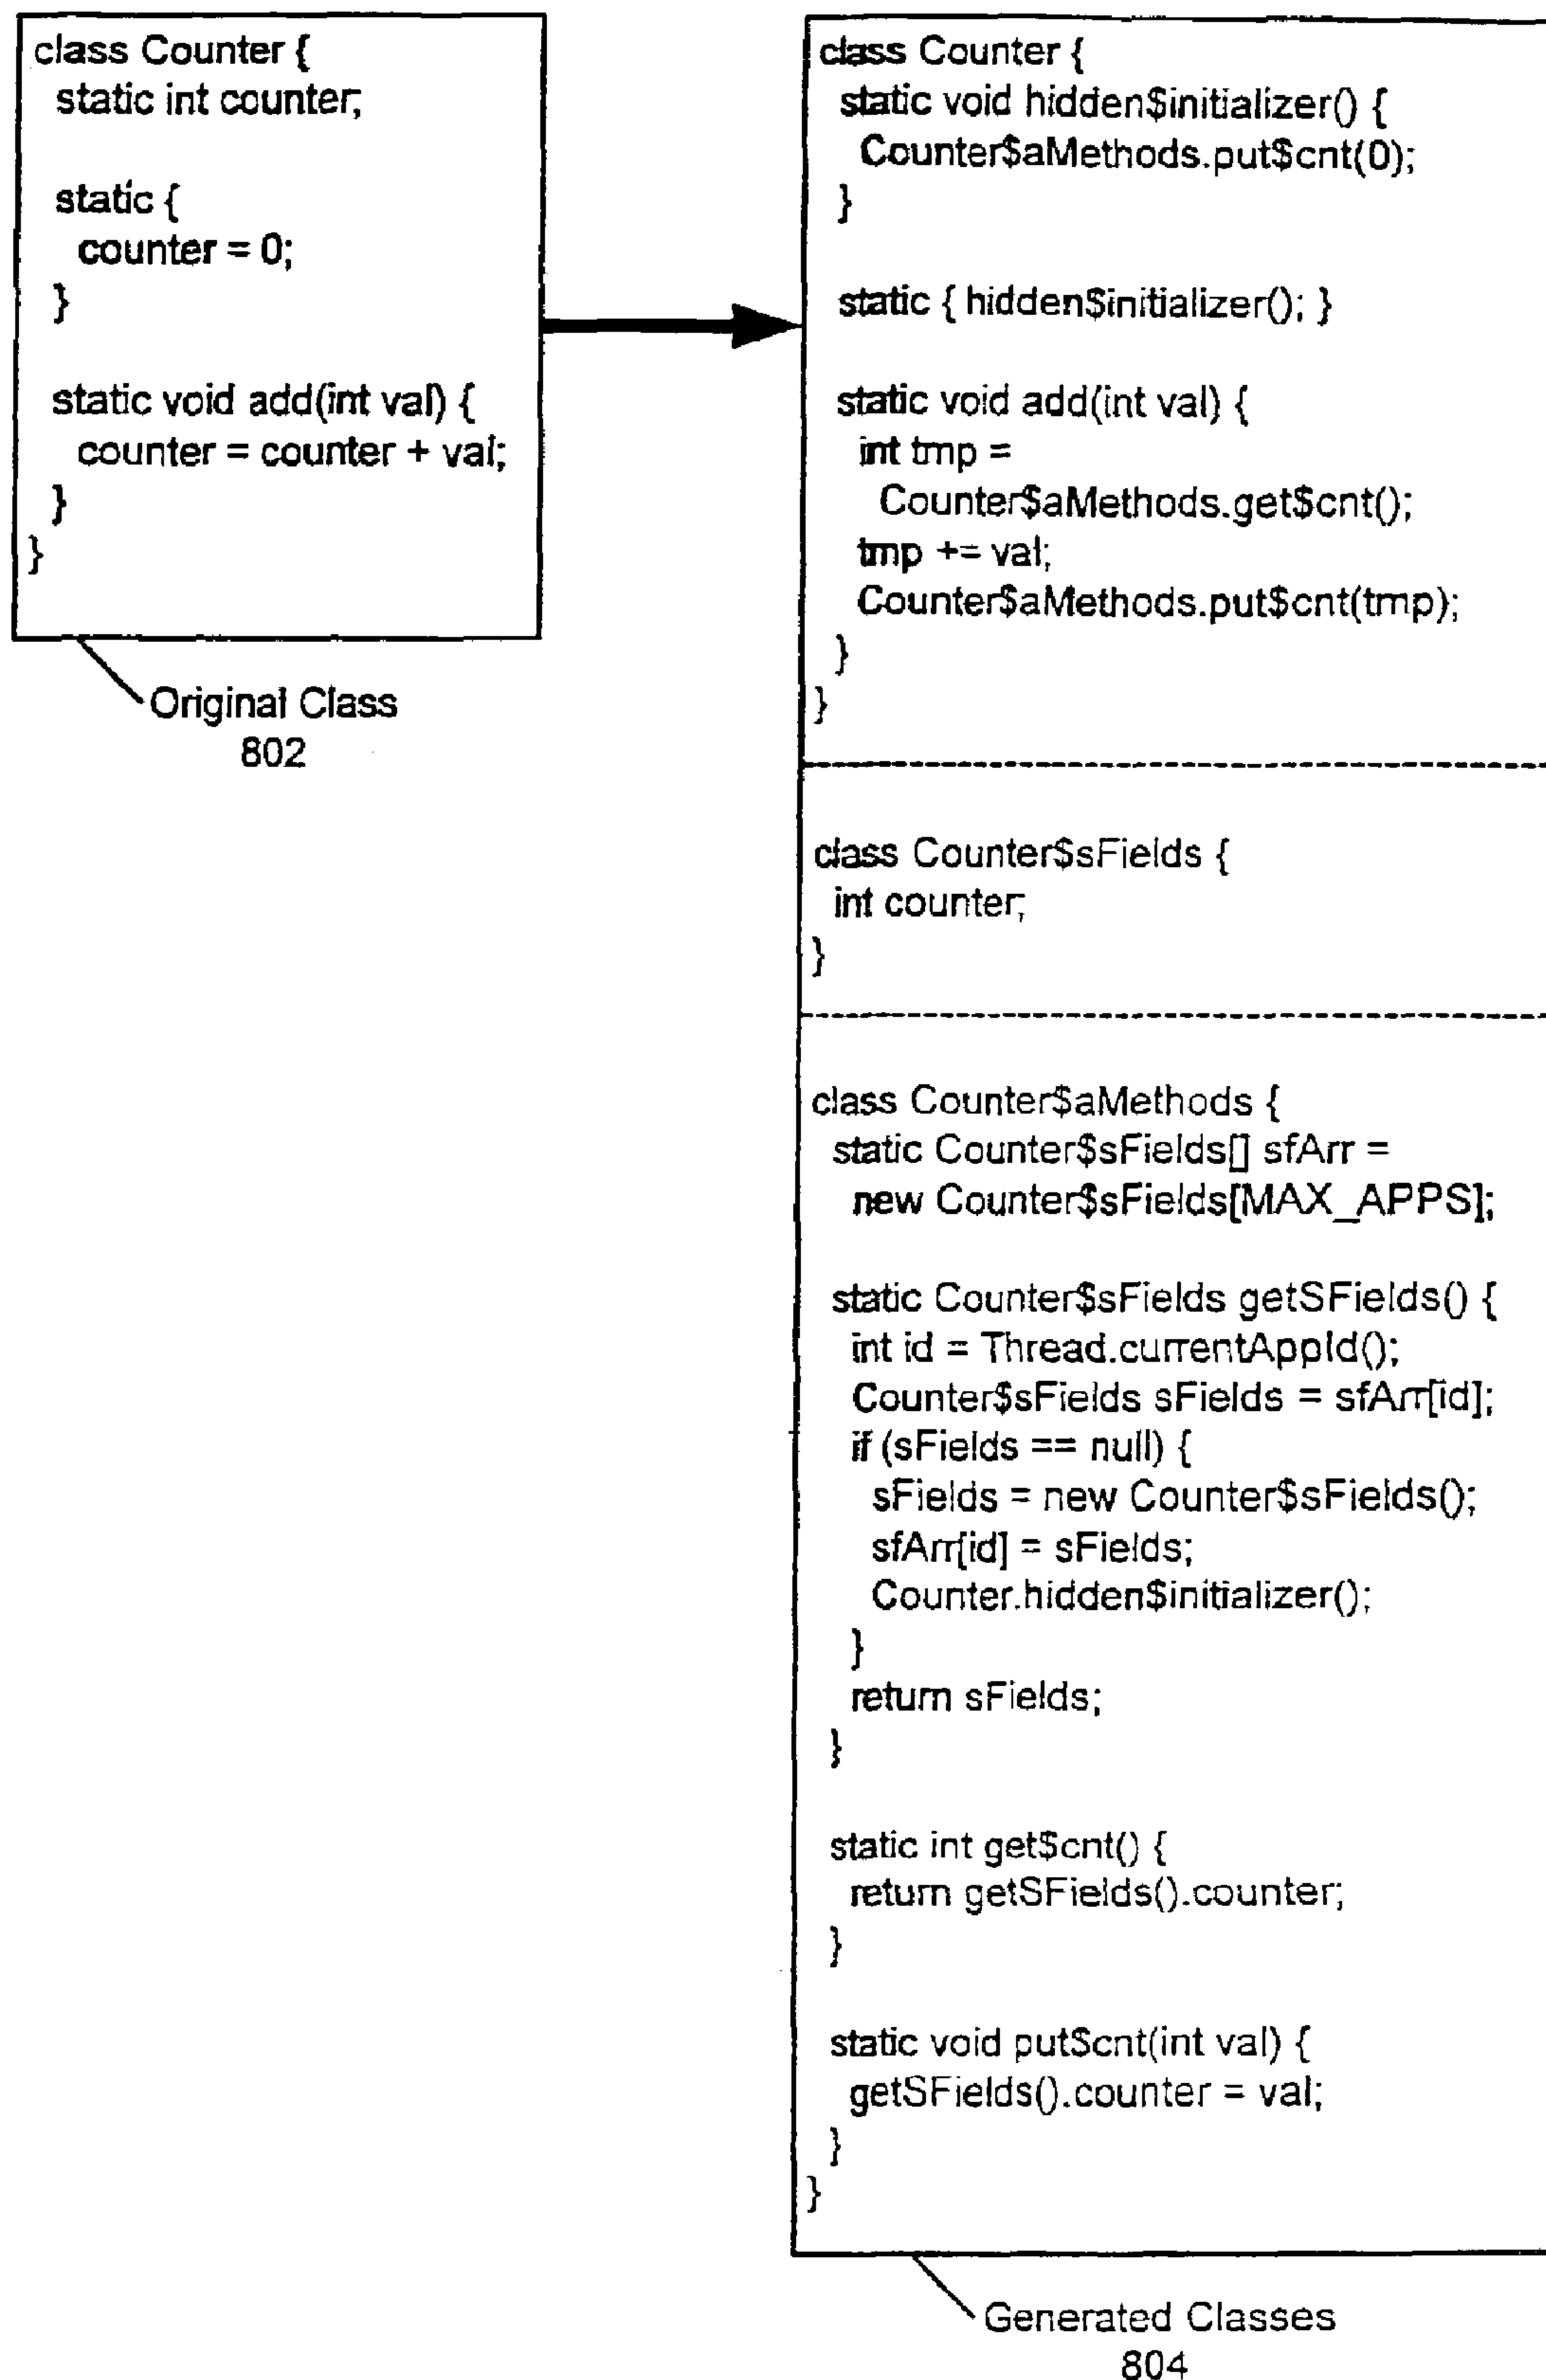 class Counter {
static int counter;
static {
counter = 0;
}
static void add(int val) {
counter = counter + val;
}
}
Original Class
802
class Counter {
static void hidden$initializer() {
Counter$aMethods.put$cnt(0);
}
static { hidden$initializer(); }
static void add(int val) {
int tmp =
Counter$aMethods.get$cnt();
tmp += val;
Counter$aMethods.put$cnt(tmp);
}
}
class Counter$sFields {
int counter;
}
class Counter$aMethods {
static Counter$sFields[] sfArr =
new Counter$sFields[MAX_APPS];
static Counter$sFields getSFields() {
int id = Thread.currentAppId();
Counter$sFields sFields = sfArr[id];
if (sFields == null) {
sFields = new Counter$sFields();
sfArr[id] = sFields;
Counter.hidden$initializer();
}
return sFields;
}
static int get$cnt() {
return getSFields().counter;
}
static void put$cnt(int val) {
getSFields().counter = val;
}
}
Generated Classes
804